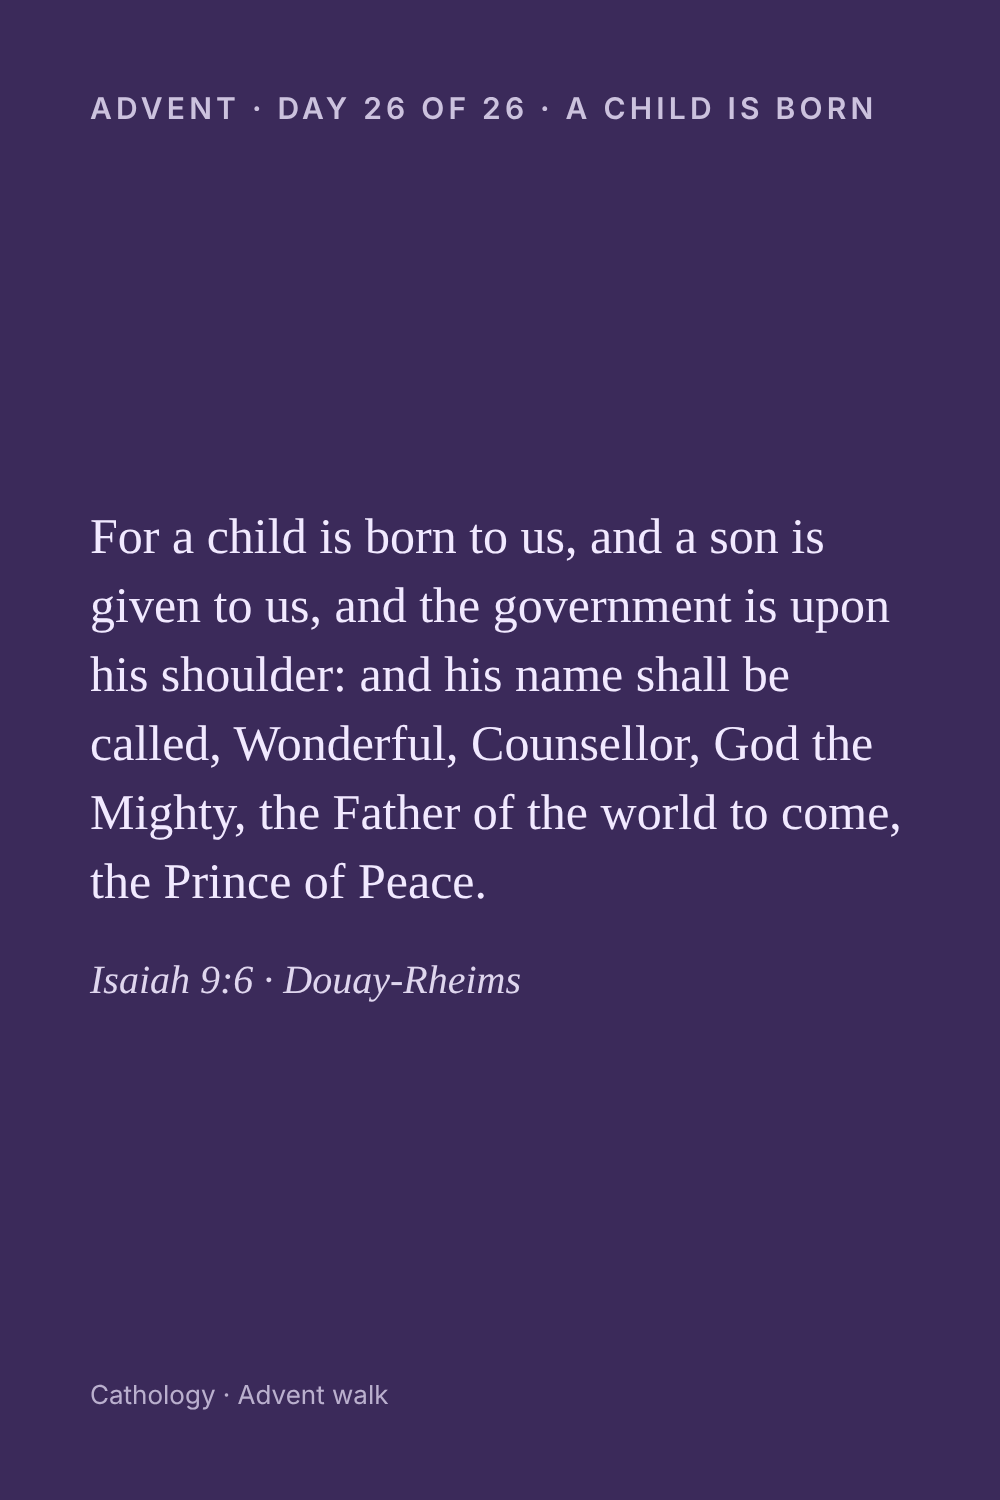 ADVENT · DAY 26 OF 26 · A CHILD IS BORN
For a child is born to us, and a son is
given to us, and the government is upon
his shoulder: and his name shall be
called, Wonderful, Counsellor, God the
Mighty, the Father of the world to come,
the Prince of Peace.
Isaiah 9:6 · Douay-Rheims
Cathology · Advent walk